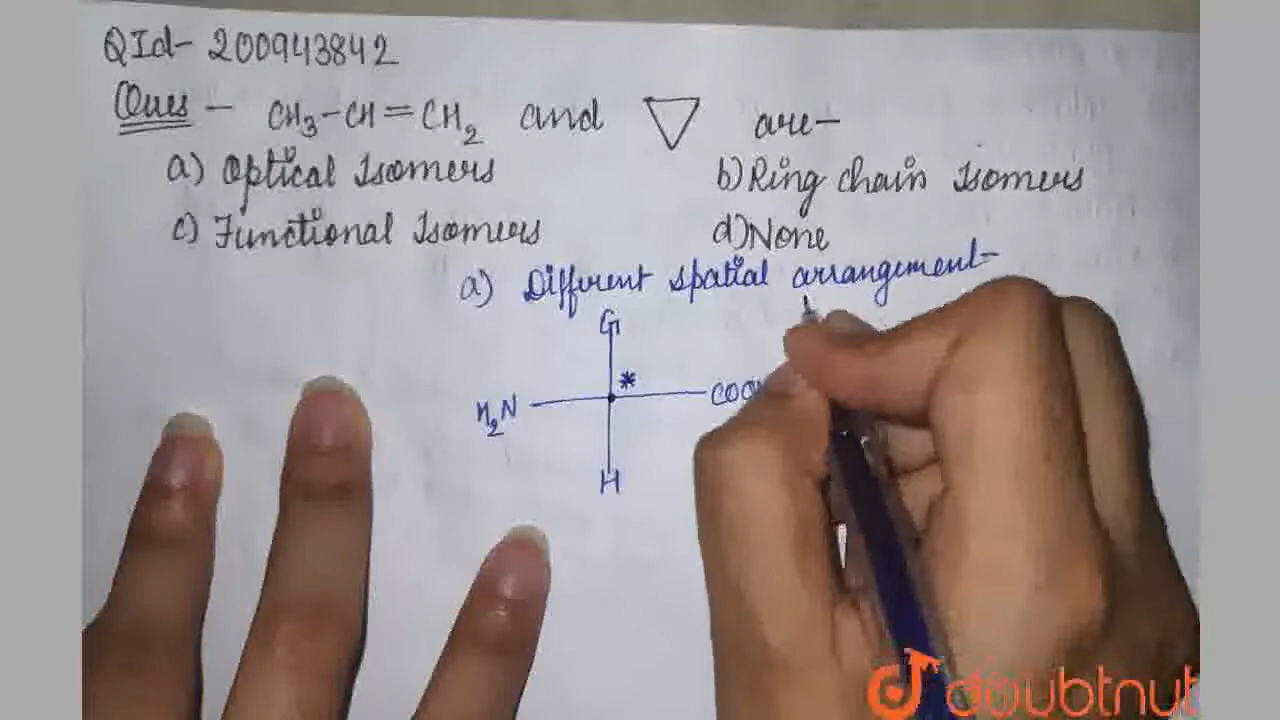 QId- 200943842
Ques - CH3-CH=CH2 and are-
a) Optical Isomers b) Ring chain Isomers
c) Functional Isomers d) None
a) Different spatial arrangement-
*
H2N
H
doubtnut